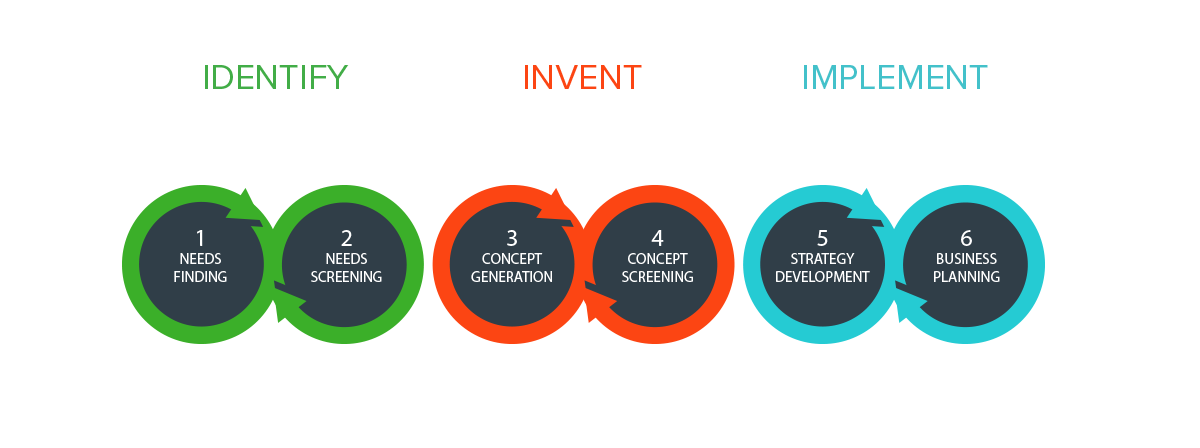 IDENTIFY
INVENT
IMPLEMENT
1
NEEDS
FINDING
2
NEEDS
SCREENING
3
CONCEPT
GENERATION
4
CONCEPT
SCREENING
5
STRATEGY
DEVELOPMENT
6
BUSINESS
PLANNING